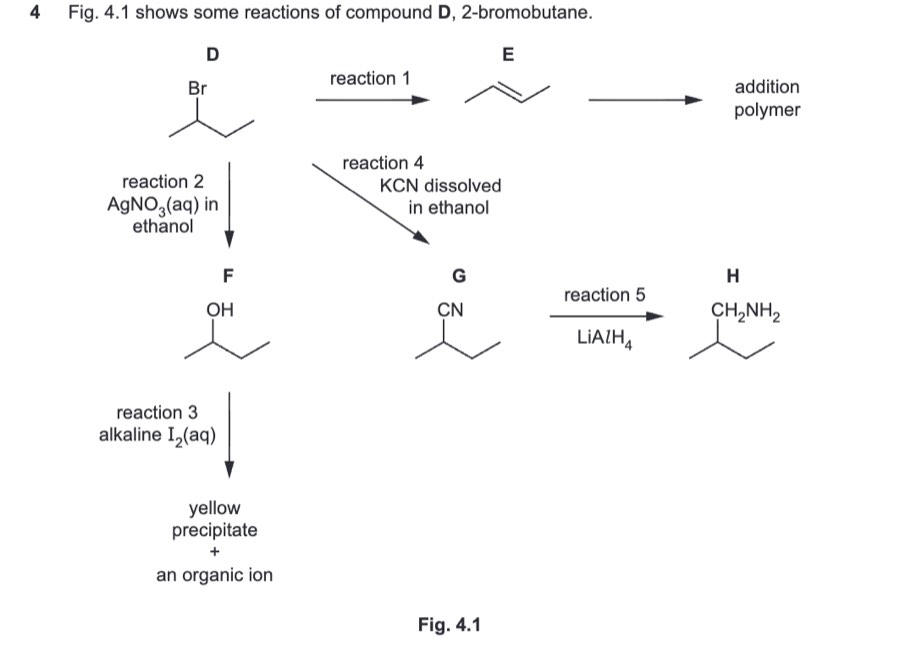 4 Fig. 4.1 shows some reactions of compound D, 2-bromobutane.
D
E
Br
reaction 1
addition
polymer
reaction 2
AgNO₃(aq) in
ethanol
reaction 4
KCN dissolved
in ethanol
F
OH
G
CN
reaction 5
LiAlH₄
H
CH₂NH₂
reaction 3
alkaline I₂(aq)
yellow
precipitate
+
an organic ion
Fig. 4.1